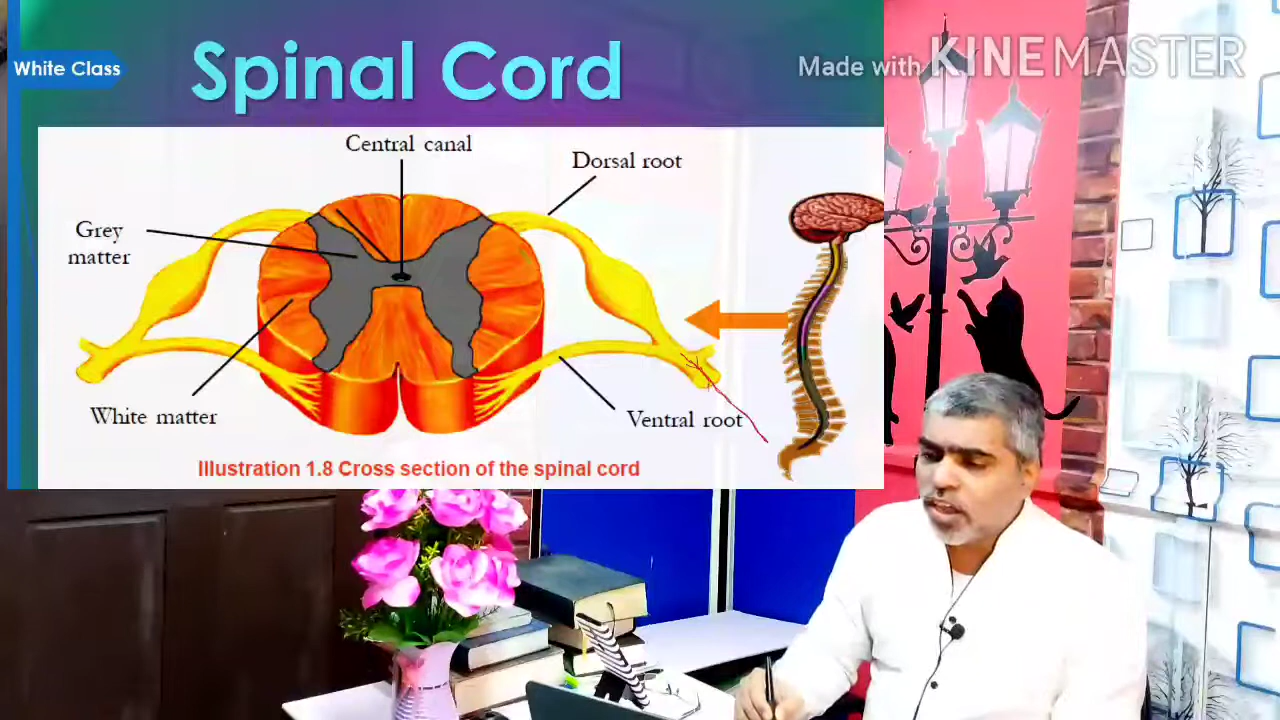 White Class
Spinal Cord
Made with KINEMASTER
Central canal
Dorsal root
Grey
matter
White matter
Ventral root
Illustration 1.8 Cross section of the spinal cord